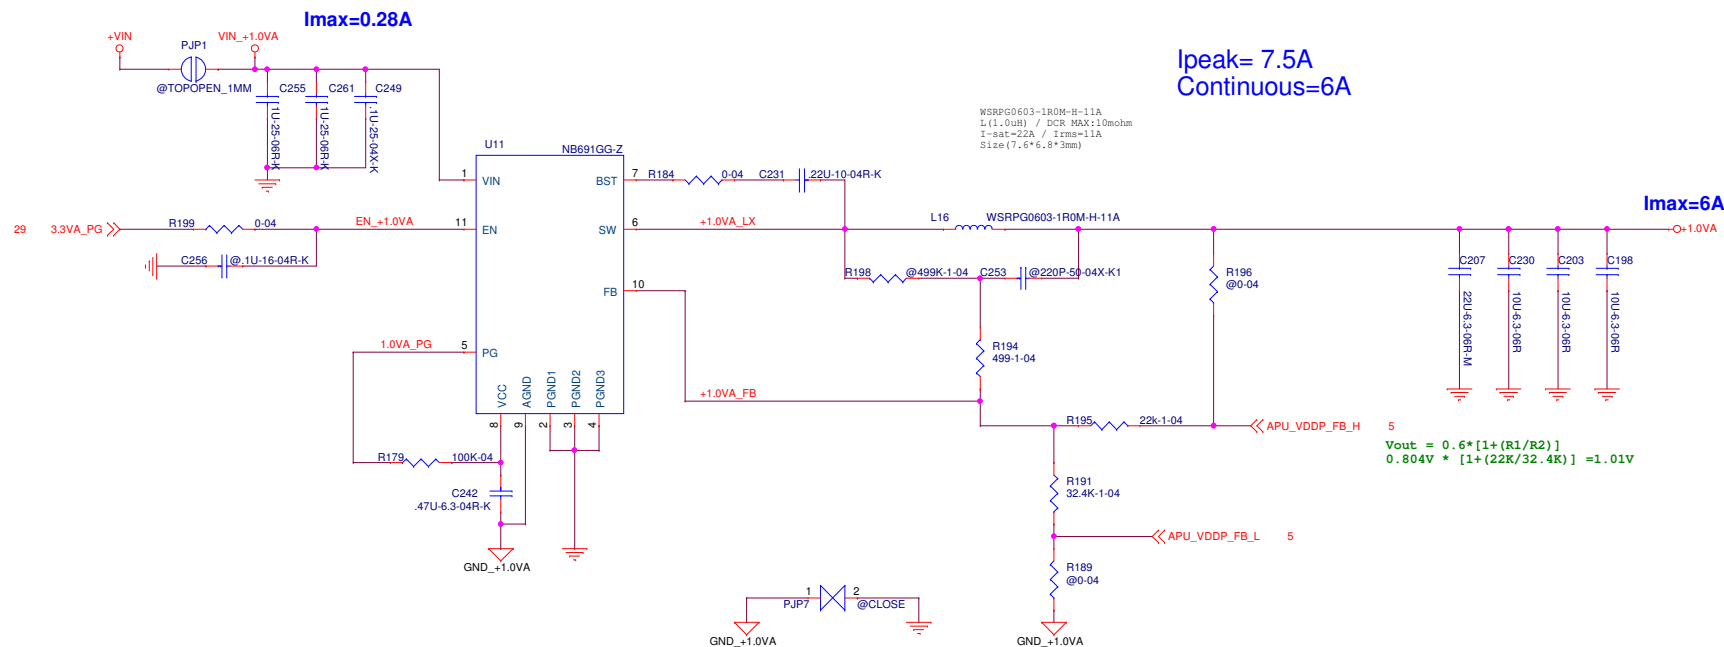 Imax=0.28A
+VIN
PJP1
VIN_+1.0VA
@TOPOPEN_1MM
C255
C261
C249
1U-25-06R-K
1U-25-06R-K
.1U-25-04X-K
Ipeak= 7.5A
Continuous=6A
WSRPG0603-1R0M-H-11A
L(1.0uH) / DCR MAX:10mohm
I-sat=22A / Irms=11A
Size(7.6*6.8*3mm)
U11
NB691GG-Z
1
VIN
BST
7
R184
0-04
C231
.22U-10-04R-K
29
3.3VA_PG
R199
0-04
EN_+1.0VA
11
EN
SW
6
+1.0VA_LX
L16
WSRPG0603-1R0M-H-11A
Imax=6A
+1.0VA
C256
@.1U-16-04R-K
R198
@499K-1-04
C253
@220P-50-04X-K1
R196
@0-04
C207
C230
C203
C198
22U-6.3-06R-M
10U-6.3-06R
10U-6.3-06R
10U-6.3-06R
FB
10
1.0VA_PG
5
PG
R194
499-1-04
VCC
AGND
PGND1
PGND2
PGND3
8
9
2
3
4
+1.0VA_FB
R195
22k-1-04
APU_VDDP_FB_H
5
Vout = 0.6*[1+(R1/R2)]
0.804V * [1+(22K/32.4K)] =1.01V
R179
100K-04
C242
.47U-6.3-04R-K
GND_+1.0VA
R191
32.4K-1-04
APU_VDDP_FB_L
5
R189
@0-04
1
2
PJP7
@CLOSE
GND_+1.0VA
GND_+1.0VA